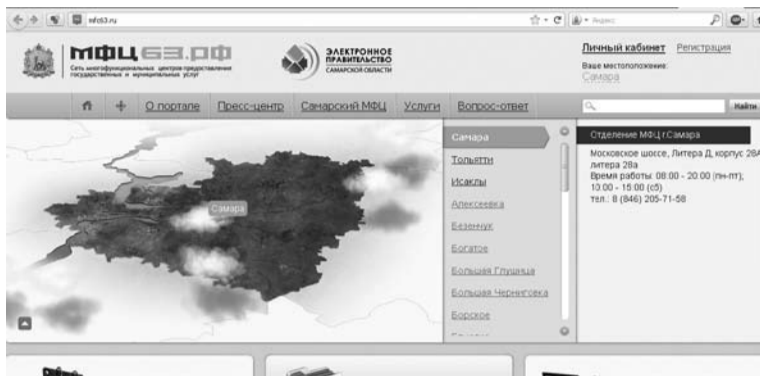 mfc63.ru
Яндекс
МФЦ63.РФ
Сеть многофункциональных центров предоставления
государственных и муниципальных услуг
ЭЛЕКТРОННОЕ
ПРАВИТЕЛЬСТВО
САМАРСКОЙ ОБЛАСТИ
Личный кабинет Регистрация
Ваше местоположение:
Самара
О портале Пресс-центр Самарский МФЦ Услуги Вопрос-ответ
Найти
Самара
Самара
Тольятти
Исаклы
Алексеевка
Безенчук
Богатое
Большая Глушица
Большая Черниговка
Борское
Отделение МФЦ г.Самара
Московское шоссе, Литера Д, корпус 28А
литера 28а
Время работы: 08:00 - 20:00 (пн-пт);
10:00 - 15:00 (сб)
тел.: 8 (846) 205-71-58